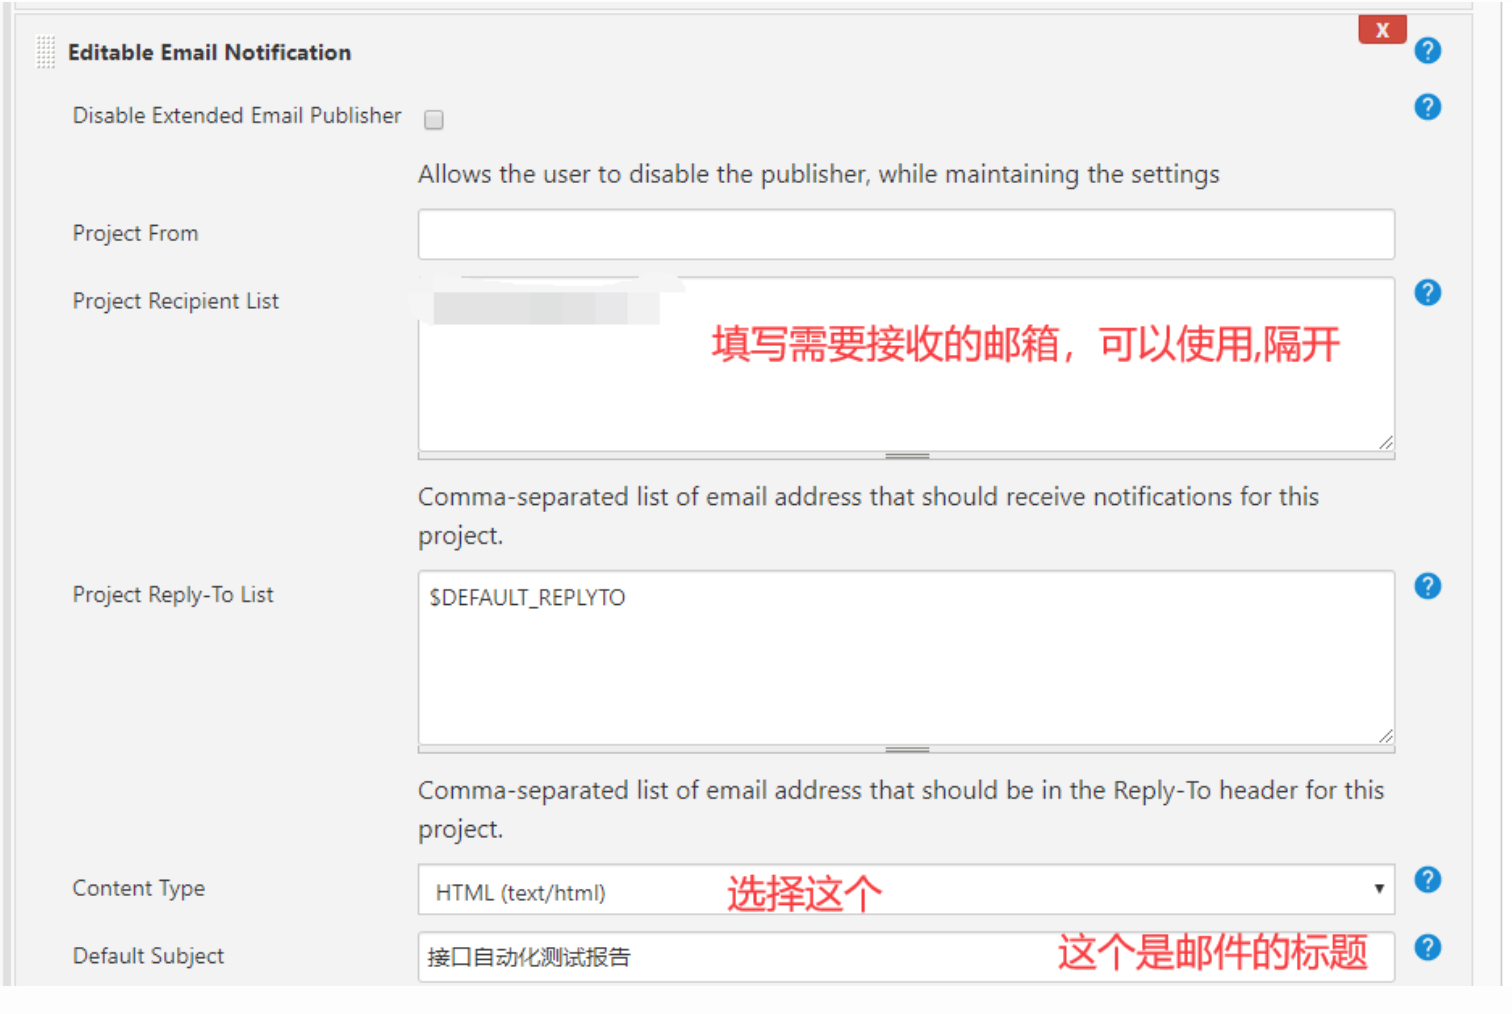 X
Editable Email Notification
?
Disable Extended Email Publisher
?
Allows the user to disable the publisher, while maintaining the settings
Project From
Project Recipient List
?
填写需要接收的邮箱，可以使用,隔开
Comma-separated list of email address that should receive notifications for this
project.
Project Reply-To List
$DEFAULT_REPLYTO
?
Comma-separated list of email address that should be in the Reply-To header for this
project.
Content Type
HTML (text/html)
选择这个
?
Default Subject
接口自动化测试报告
这个是邮件的标题
?